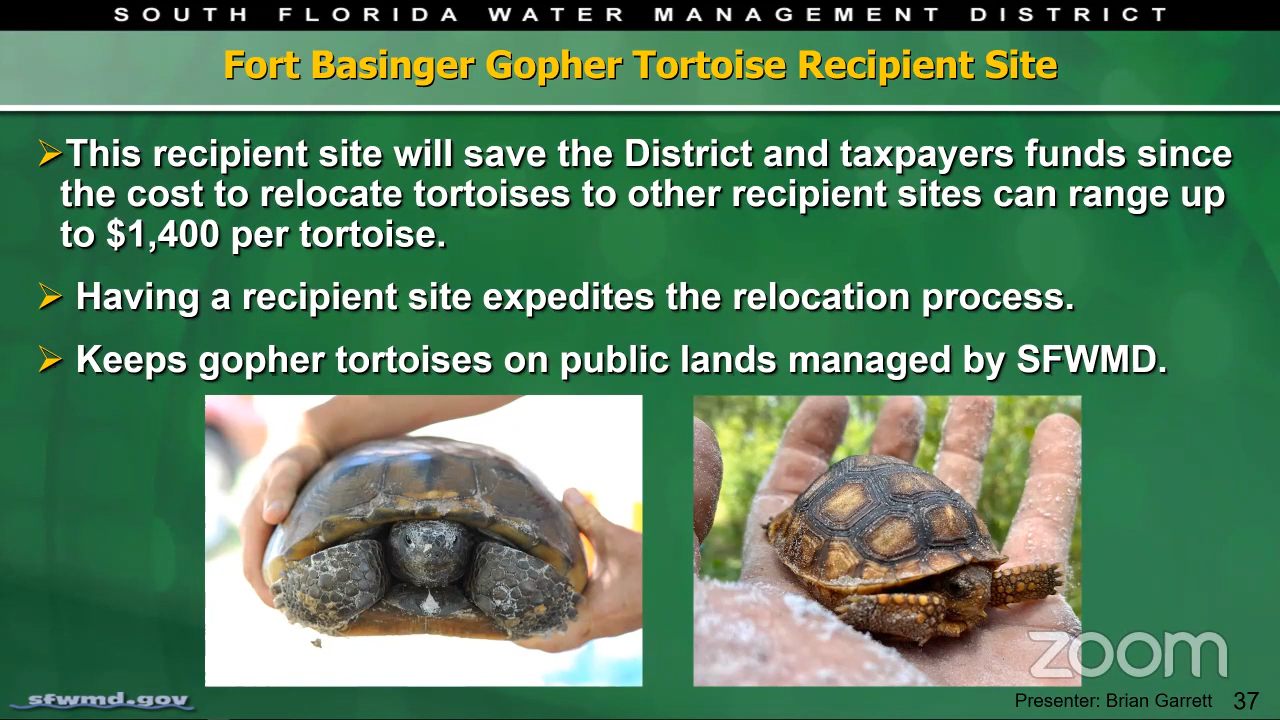 SOUTH FLORIDA WATER MANAGEMENT DISTRICT
Fort Basinger Gopher Tortoise Recipient Site
➢This recipient site will save the District and taxpayers funds since
the cost to relocate tortoises to other recipient sites can range up
to $1,400 per tortoise.
➢ Having a recipient site expedites the relocation process.
➢ Keeps gopher tortoises on public lands managed by SFWMD.
zoom
sfwmd.gov
Presenter: Brian Garrett 37